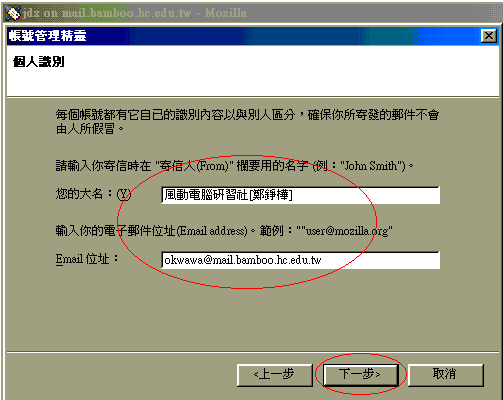 jdz on mail.bamboo.hc.edu.tw - Mozilla
帳號管理精靈
個人識別
每個帳號都有它自己的識別內容以與別人區分，確保你所寄發的郵件不會
由人所假冒。
請輸入你寄信時在 "寄信人(From)" 欄要用的名字 (例："John Smith")。
您的大名：(Y) 風動電腦研習社[鄭錚樺]
輸入你的電子郵件位址(Email address)。範例：""user@mozilla.org"
Email 位址： okwawa@mail.bamboo.hc.edu.tw
<上一步 下一步> 取消